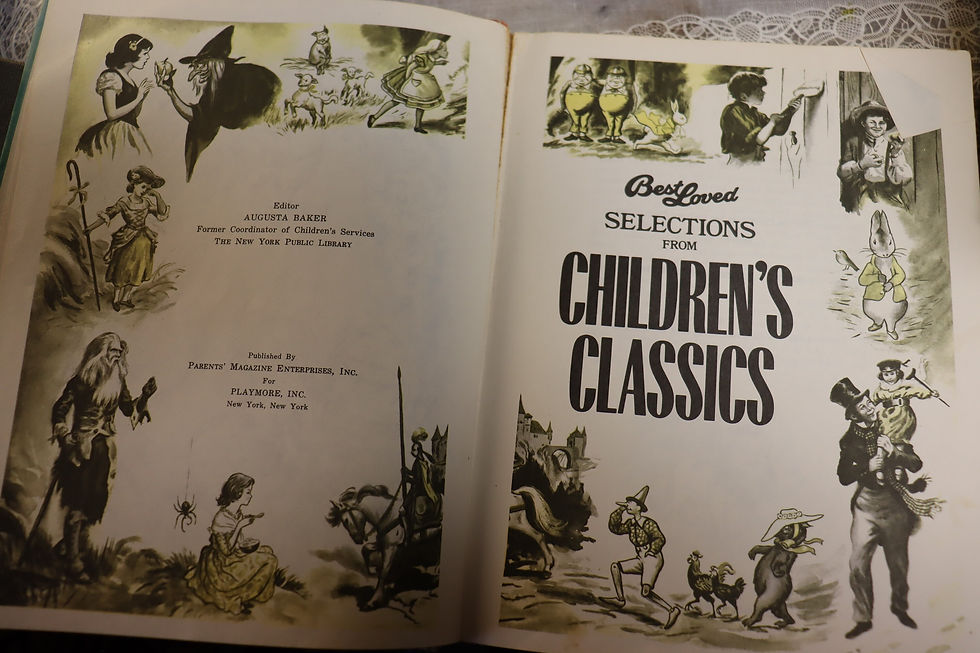 Editor
AUGUSTA BAKER
Former Coordinator of Children's Services
THE NEW YORK PUBLIC LIBRARY
Published By
PARENTS' MAGAZINE ENTERPRISES, INC.
For
PLAYMORE, INC.
New York, New York
Best Loved
SELECTIONS
FROM
CHILDREN'S
CLASSICS